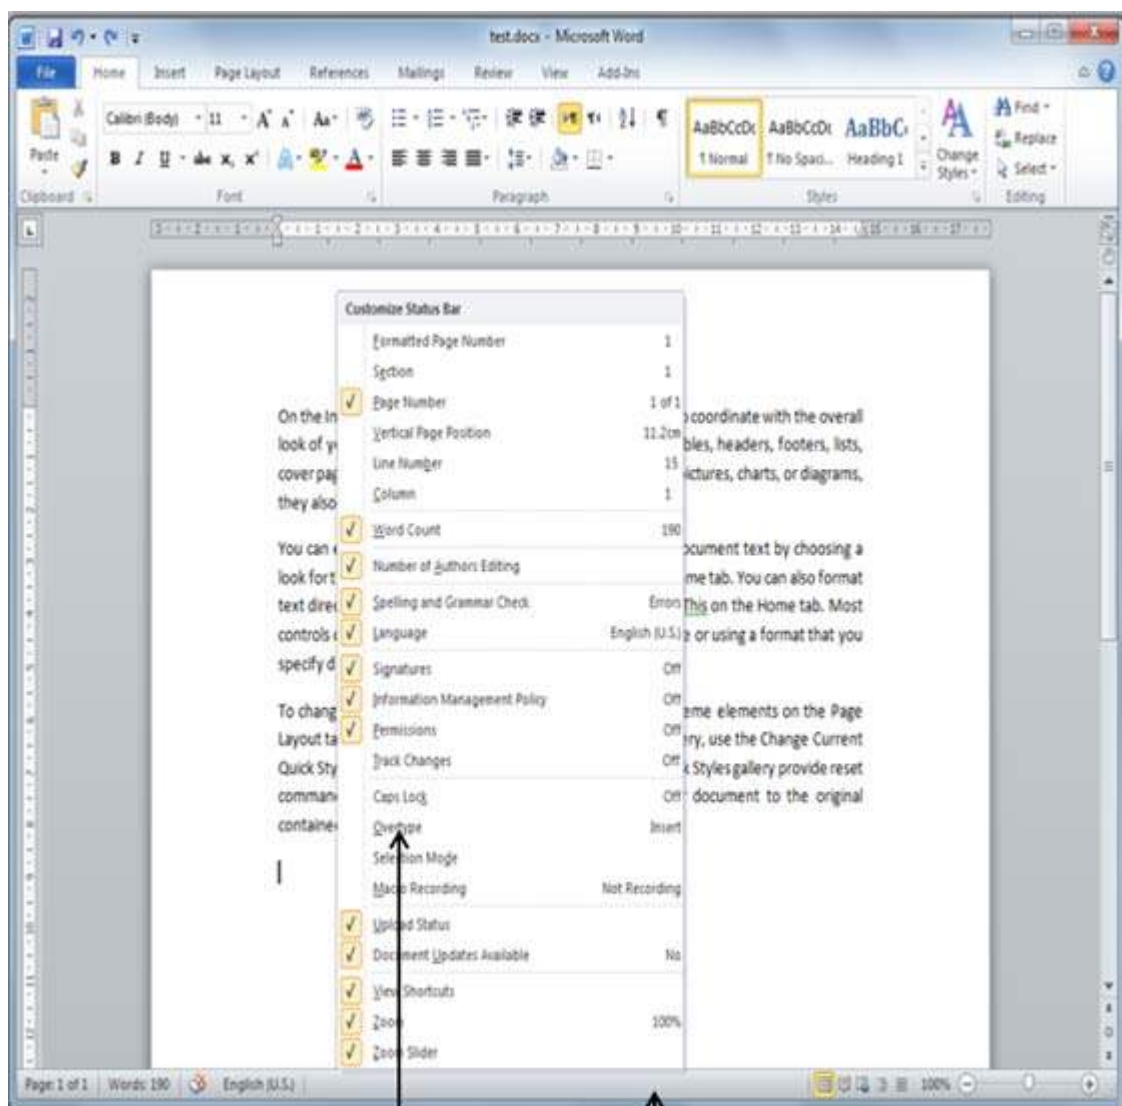 test.docx - Microsoft Word
File Home Insert Page Layout References Mailings Review View Add-Ins
Calibri (Body) 11
Paste
B I U abc x, x²
AaBbCcDc AaBbCcDc AaBbC
¶ Normal ¶ No Spaci... Heading 1
Change Styles
Find
Replace
Select
Clipboard Font Paragraph Styles Editing
Customize Status Bar
Formatted Page Number 1
Section 1
Page Number 1 of 1
On the In coordinate with the overall
Vertical Page Position 11.2cm
look of y bles, headers, footers, lists,
Line Number 15
cover pag ictures, charts, or diagrams,
Column 1
they also
Word Count 190
You can ocument text by choosing a
Number of Authors Editing
look for t me tab. You can also format
Spelling and Grammar Check Errors
text direc This on the Home tab. Most
Language English (U.S.)
controls e or using a format that you
specify d
Signatures Off
Information Management Policy Off
To chang eme elements on the Page
Permissions Off
Layout ta ery, use the Change Current
Track Changes Off
Quick Sty k Styles gallery provide reset
Caps Lock Off
comman document to the original
Overtype Insert
containe
Selection Mode
Macro Recording Not Recording
Upload Status
Document Updates Available No
View Shortcuts
Zoom 100%
Zoom Slider
Page: 1 of 1 Words: 190 English (U.S.) 100%